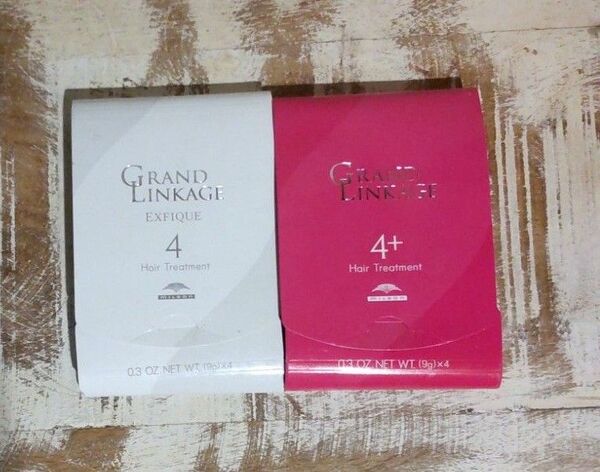 GRAND
LINKAGE
EXFIQUE
4
Hair Treatment
MILBON
0.3 OZ NET WT. (9g)×4
GRAND
LINKAGE
4+
Hair Treatment
MILBON
0.3 OZ NET WT. (9g)×4